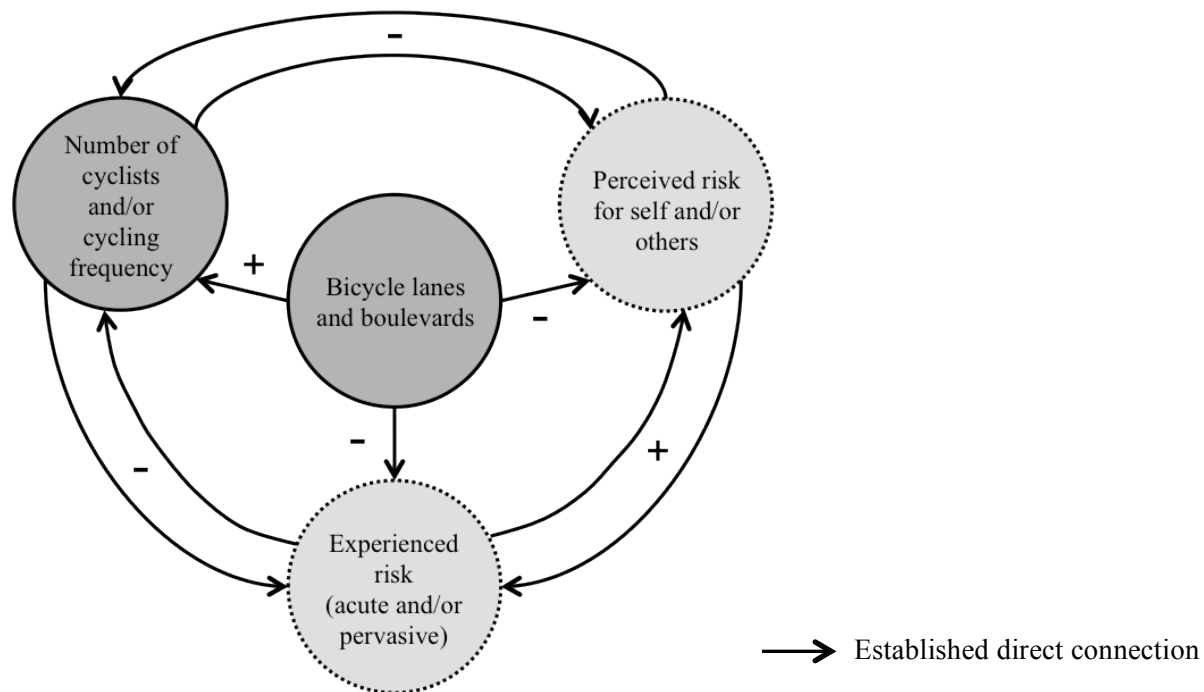 -
Number of
cyclists
and/or
cycling
frequency
Perceived risk
for self and/or
others
+
Bicycle lanes
and boulevards
-
-
-
+
Experienced
risk
(acute and/or
pervasive)
Established direct connection